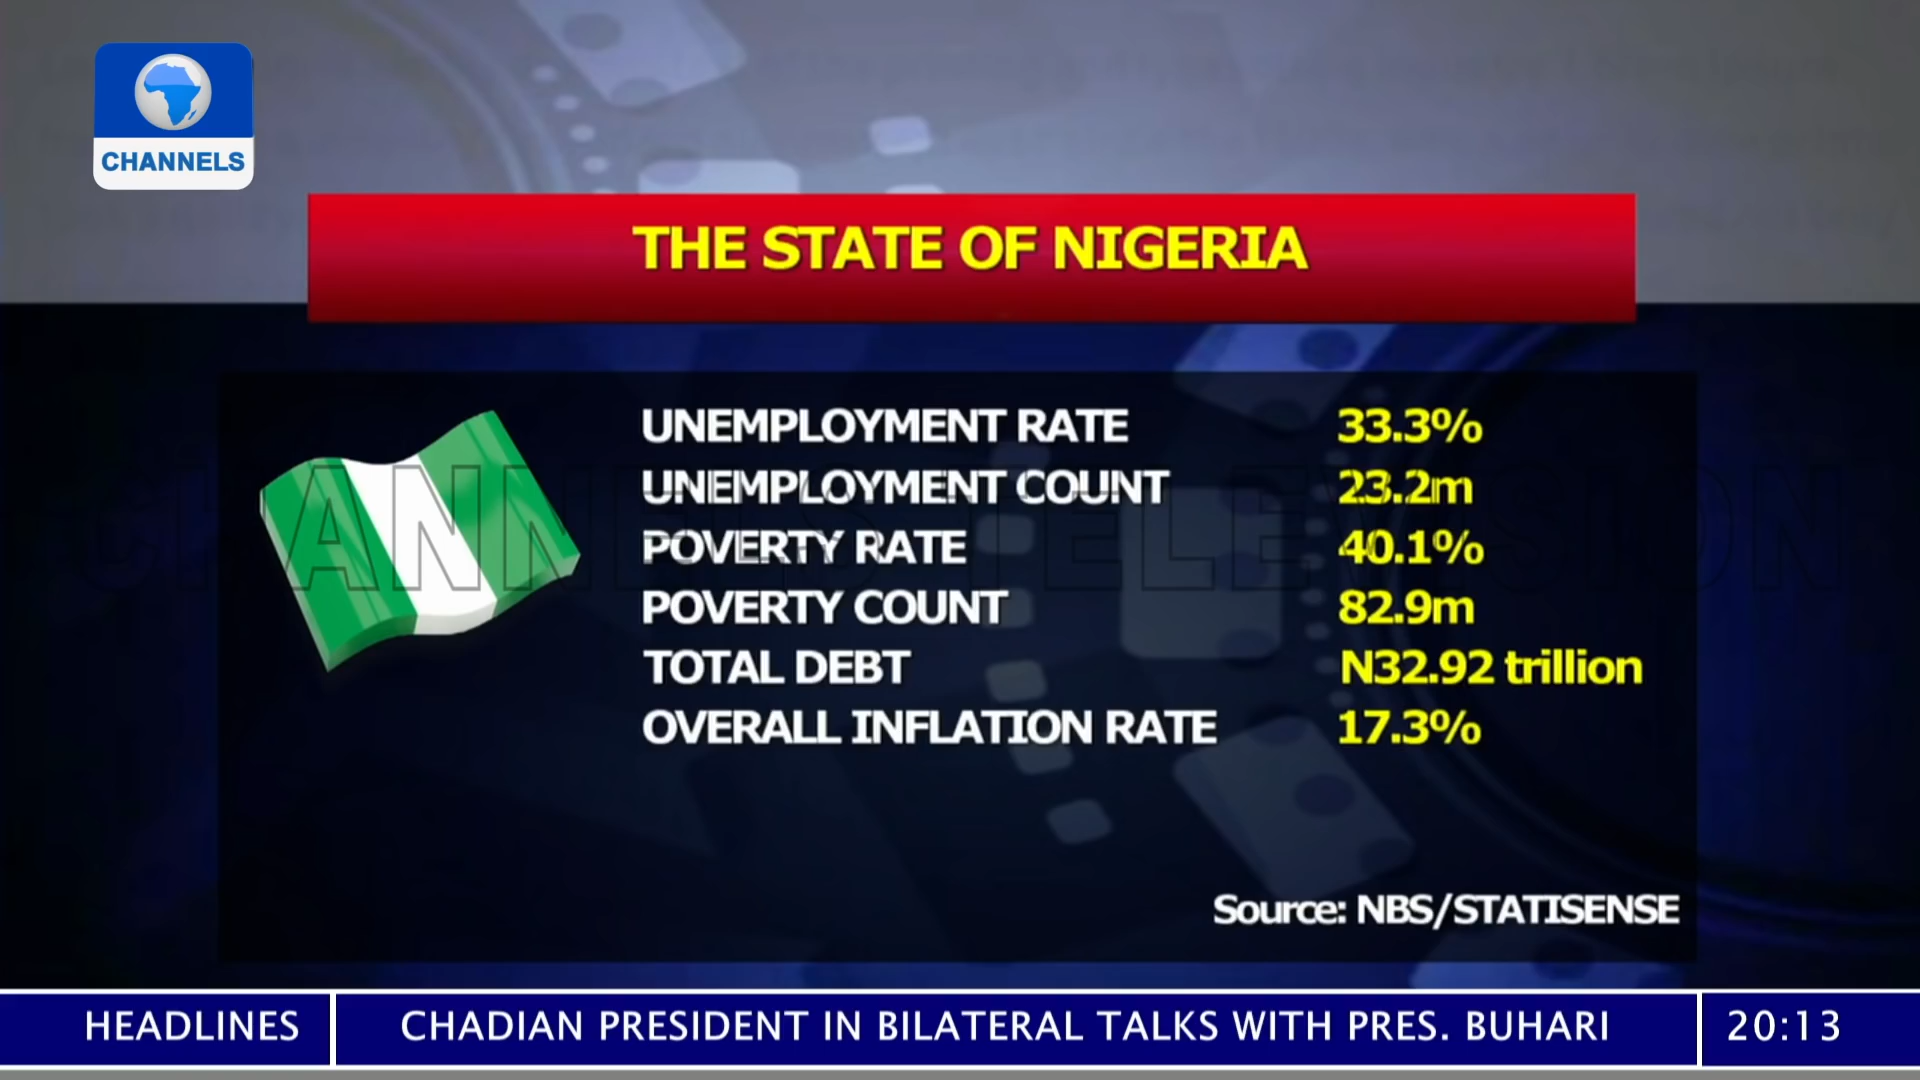 CHANNELS
THE STATE OF NIGERIA
UNEMPLOYMENT RATE 33.3%
UNEMPLOYMENT COUNT 23.2m
POVERTY RATE 40.1%
POVERTY COUNT 82.9m
TOTAL DEBT N32.92 trillion
OVERALL INFLATION RATE 17.3%
CHANNELS TELEVISION
Source: NBS/STATISENSE
HEADLINES CHADIAN PRESIDENT IN BILATERAL TALKS WITH PRES. BUHARI 20:13